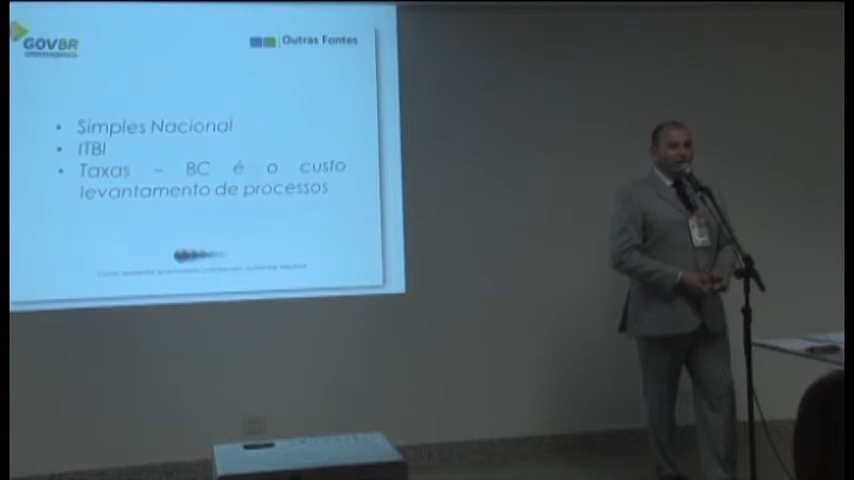 GOVBR
Outras Fontes
• Simples Nacional
• ITBI
• Taxas – BC é o custo
levantamento de processos